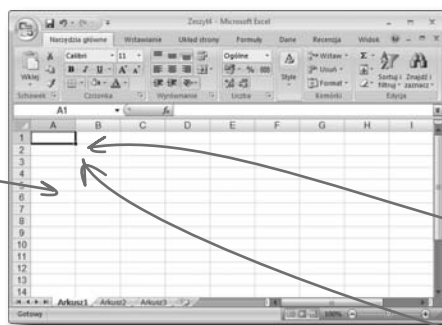 Zeszyt4 - Microsoft Excel
Narzędzia główne Wstawianie Układ strony Formuły Dane Recenzja Widok
Wklej
Calibri 11
B I U A A
Ogólne
% 000
Style
Wstaw
Usuń
Format
Σ
Sortuj i filtruj
Znajdź i zaznacz
Schowek Czcionka Wyrównanie Liczba Komórki Edycja
A1 fx
A B C D E F G H I
1
2
3
4
5
6
7
8
9
10
11
12
13
14
Arkusz1 Arkusz2 Arkusz3
Gotowy 100%